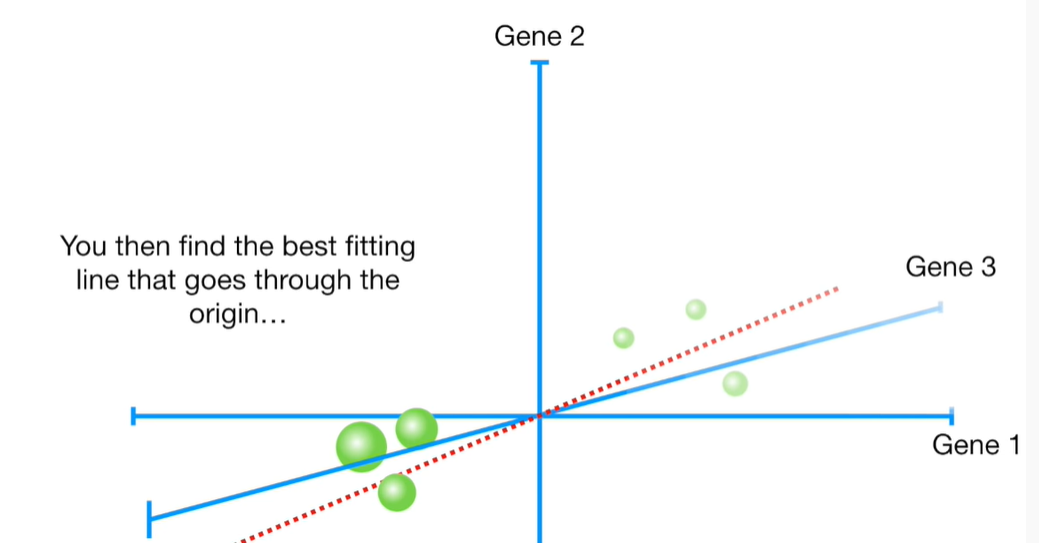 Gene 2
You then find the best fitting
line that goes through the
origin…
Gene 3
Gene 1